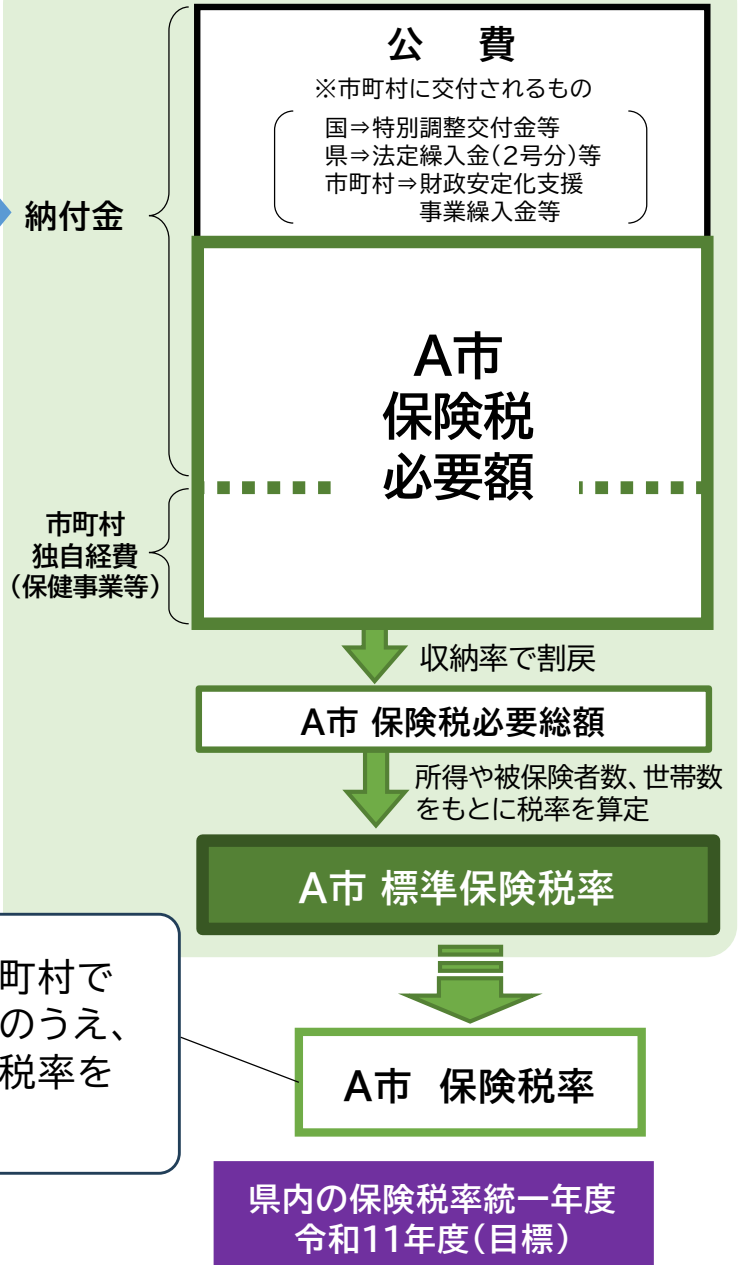 公　費
※市町村に交付されるもの
国⇒特別調整交付金等
県⇒法定繰入金(2号分)等
市町村⇒財政安定化支援
事業繰入金等
納付金
A市
保険税
必要額
市町村
独自経費
(保健事業等)
収納率で割戻
A市 保険税必要総額
所得や被保険者数、世帯数
をもとに税率を算定
A市 標準保険税率
町村で
のうえ、
税率を
A市 保険税率
県内の保険税率統一年度
令和11年度(目標)